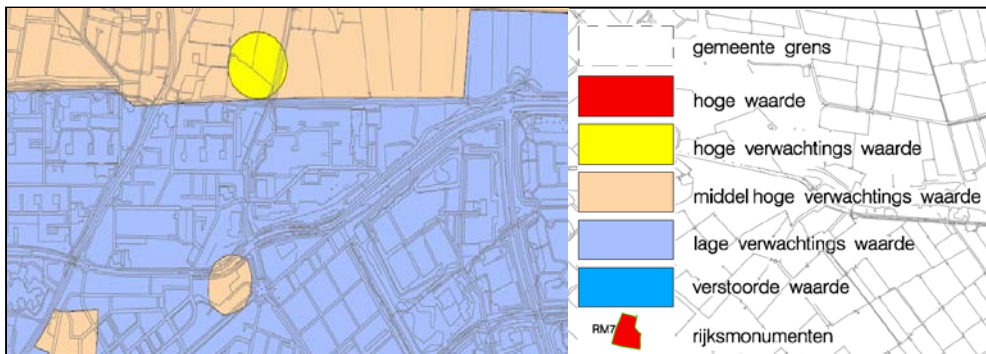 gemeente grens
hoge waarde
hoge verwachtings waarde
middel hoge verwachtings waarde
lage verwachtings waarde
verstoorde waarde
RM7
rijksmonumenten